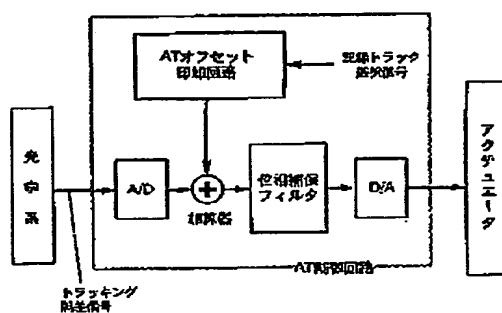 ATオフセット
印加回路
記録トラック
選択信号
光
学
系
A/D
加算器
位相補償
フィルタ
D/A
アクチュエータ
AT制御回路
トラッキング
誤差信号